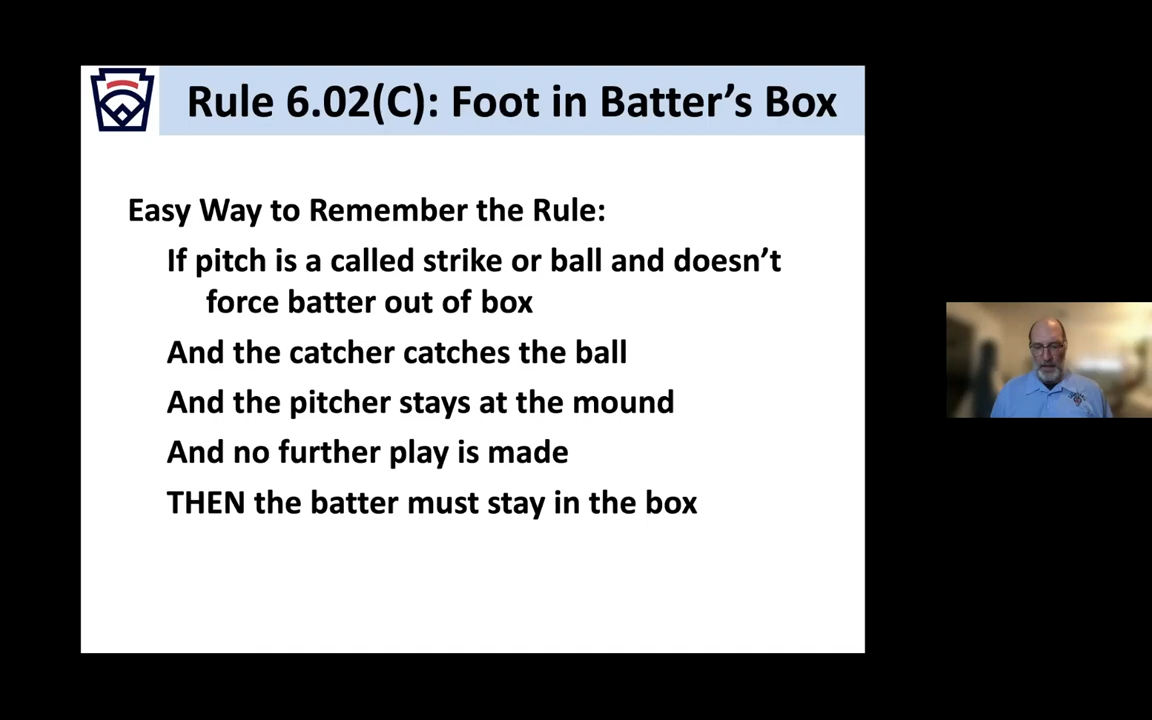 Rule 6.02(C): Foot in Batter’s Box
Easy Way to Remember the Rule:
If pitch is a called strike or ball and doesn’t
force batter out of box
And the catcher catches the ball
And the pitcher stays at the mound
And no further play is made
THEN the batter must stay in the box